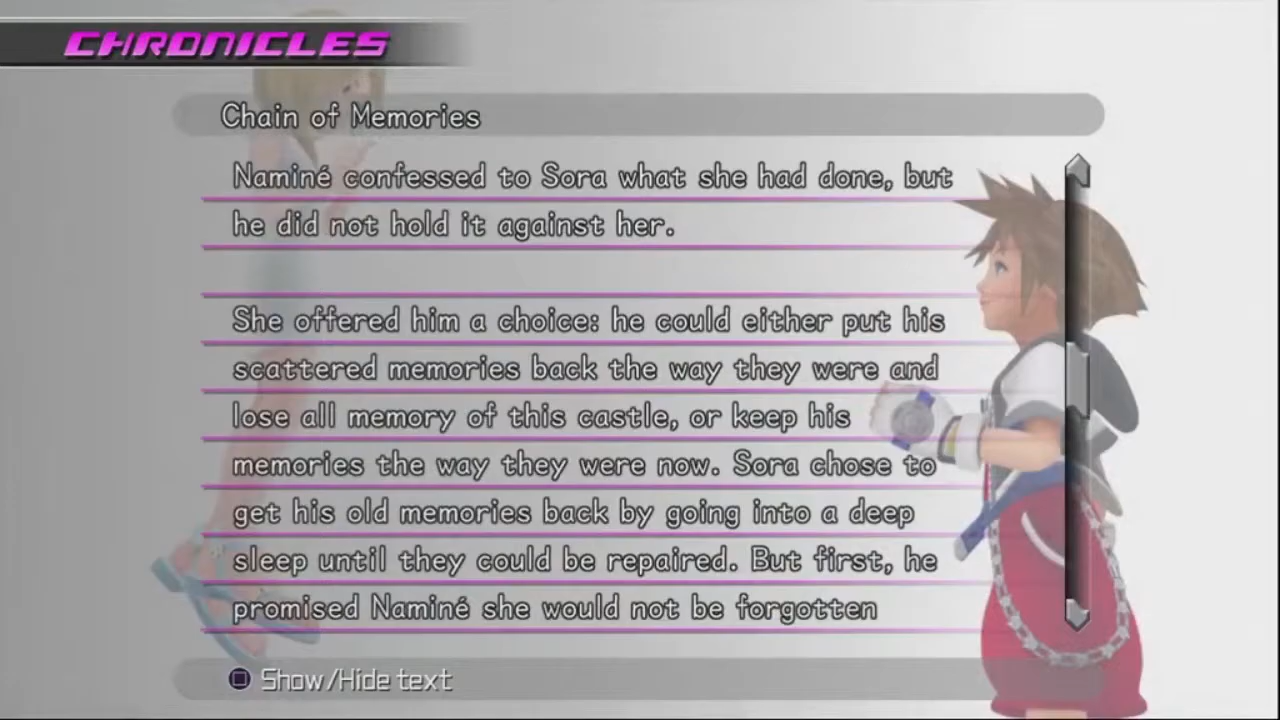 CHRONICLES
Chain of Memories
Naminé confessed to Sora what she had done, but
he did not hold it against her.
She offered him a choice: he could either put his
scattered memories back the way they were and
lose all memory of this castle, or keep his
memories the way they were now. Sora chose to
get his old memories back by going into a deep
sleep until they could be repaired. But first, he
promised Naminé she would not be forgotten
Show/Hide text